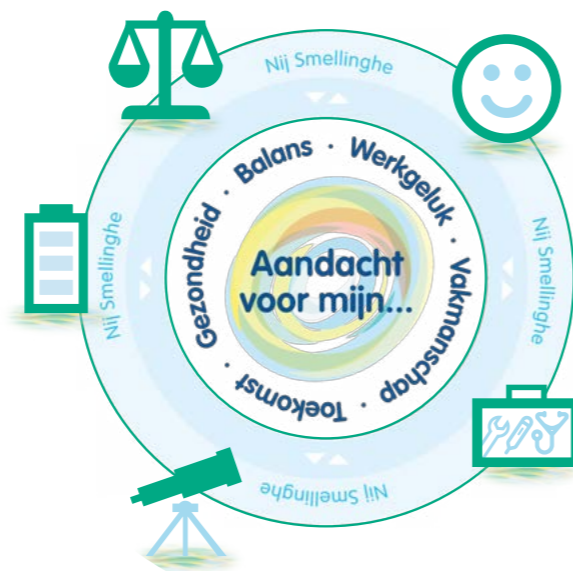 Nij Smellinghe
Nij Smellinghe
Nij Smellinghe
Nij Smellinghe
Balans · Werkgeluk · Vakmanschap · Toekomst · Gezondheid ·
Aandacht
voor mijn...